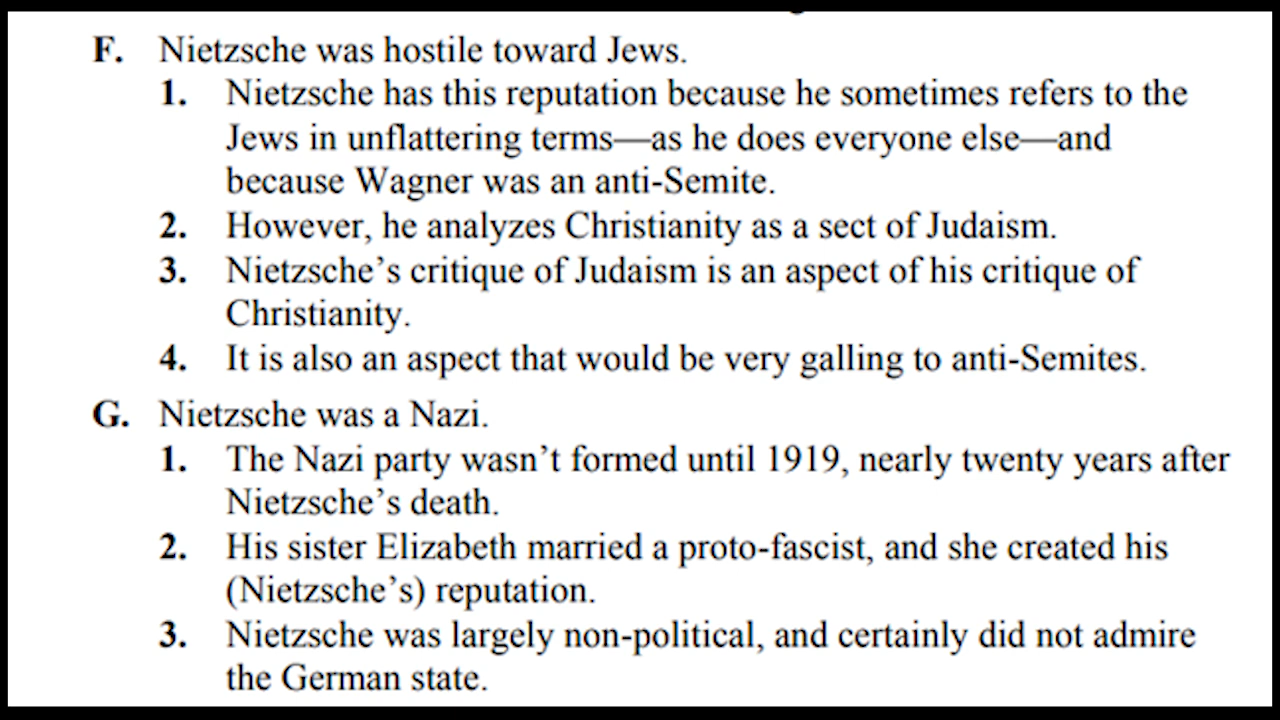 F. Nietzsche was hostile toward Jews.
1. Nietzsche has this reputation because he sometimes refers to the
Jews in unflattering terms—as he does everyone else—and
because Wagner was an anti-Semite.
2. However, he analyzes Christianity as a sect of Judaism.
3. Nietzsche’s critique of Judaism is an aspect of his critique of
Christianity.
4. It is also an aspect that would be very galling to anti-Semites.
G. Nietzsche was a Nazi.
1. The Nazi party wasn’t formed until 1919, nearly twenty years after
Nietzsche’s death.
2. His sister Elizabeth married a proto-fascist, and she created his
(Nietzsche’s) reputation.
3. Nietzsche was largely non-political, and certainly did not admire
the German state.